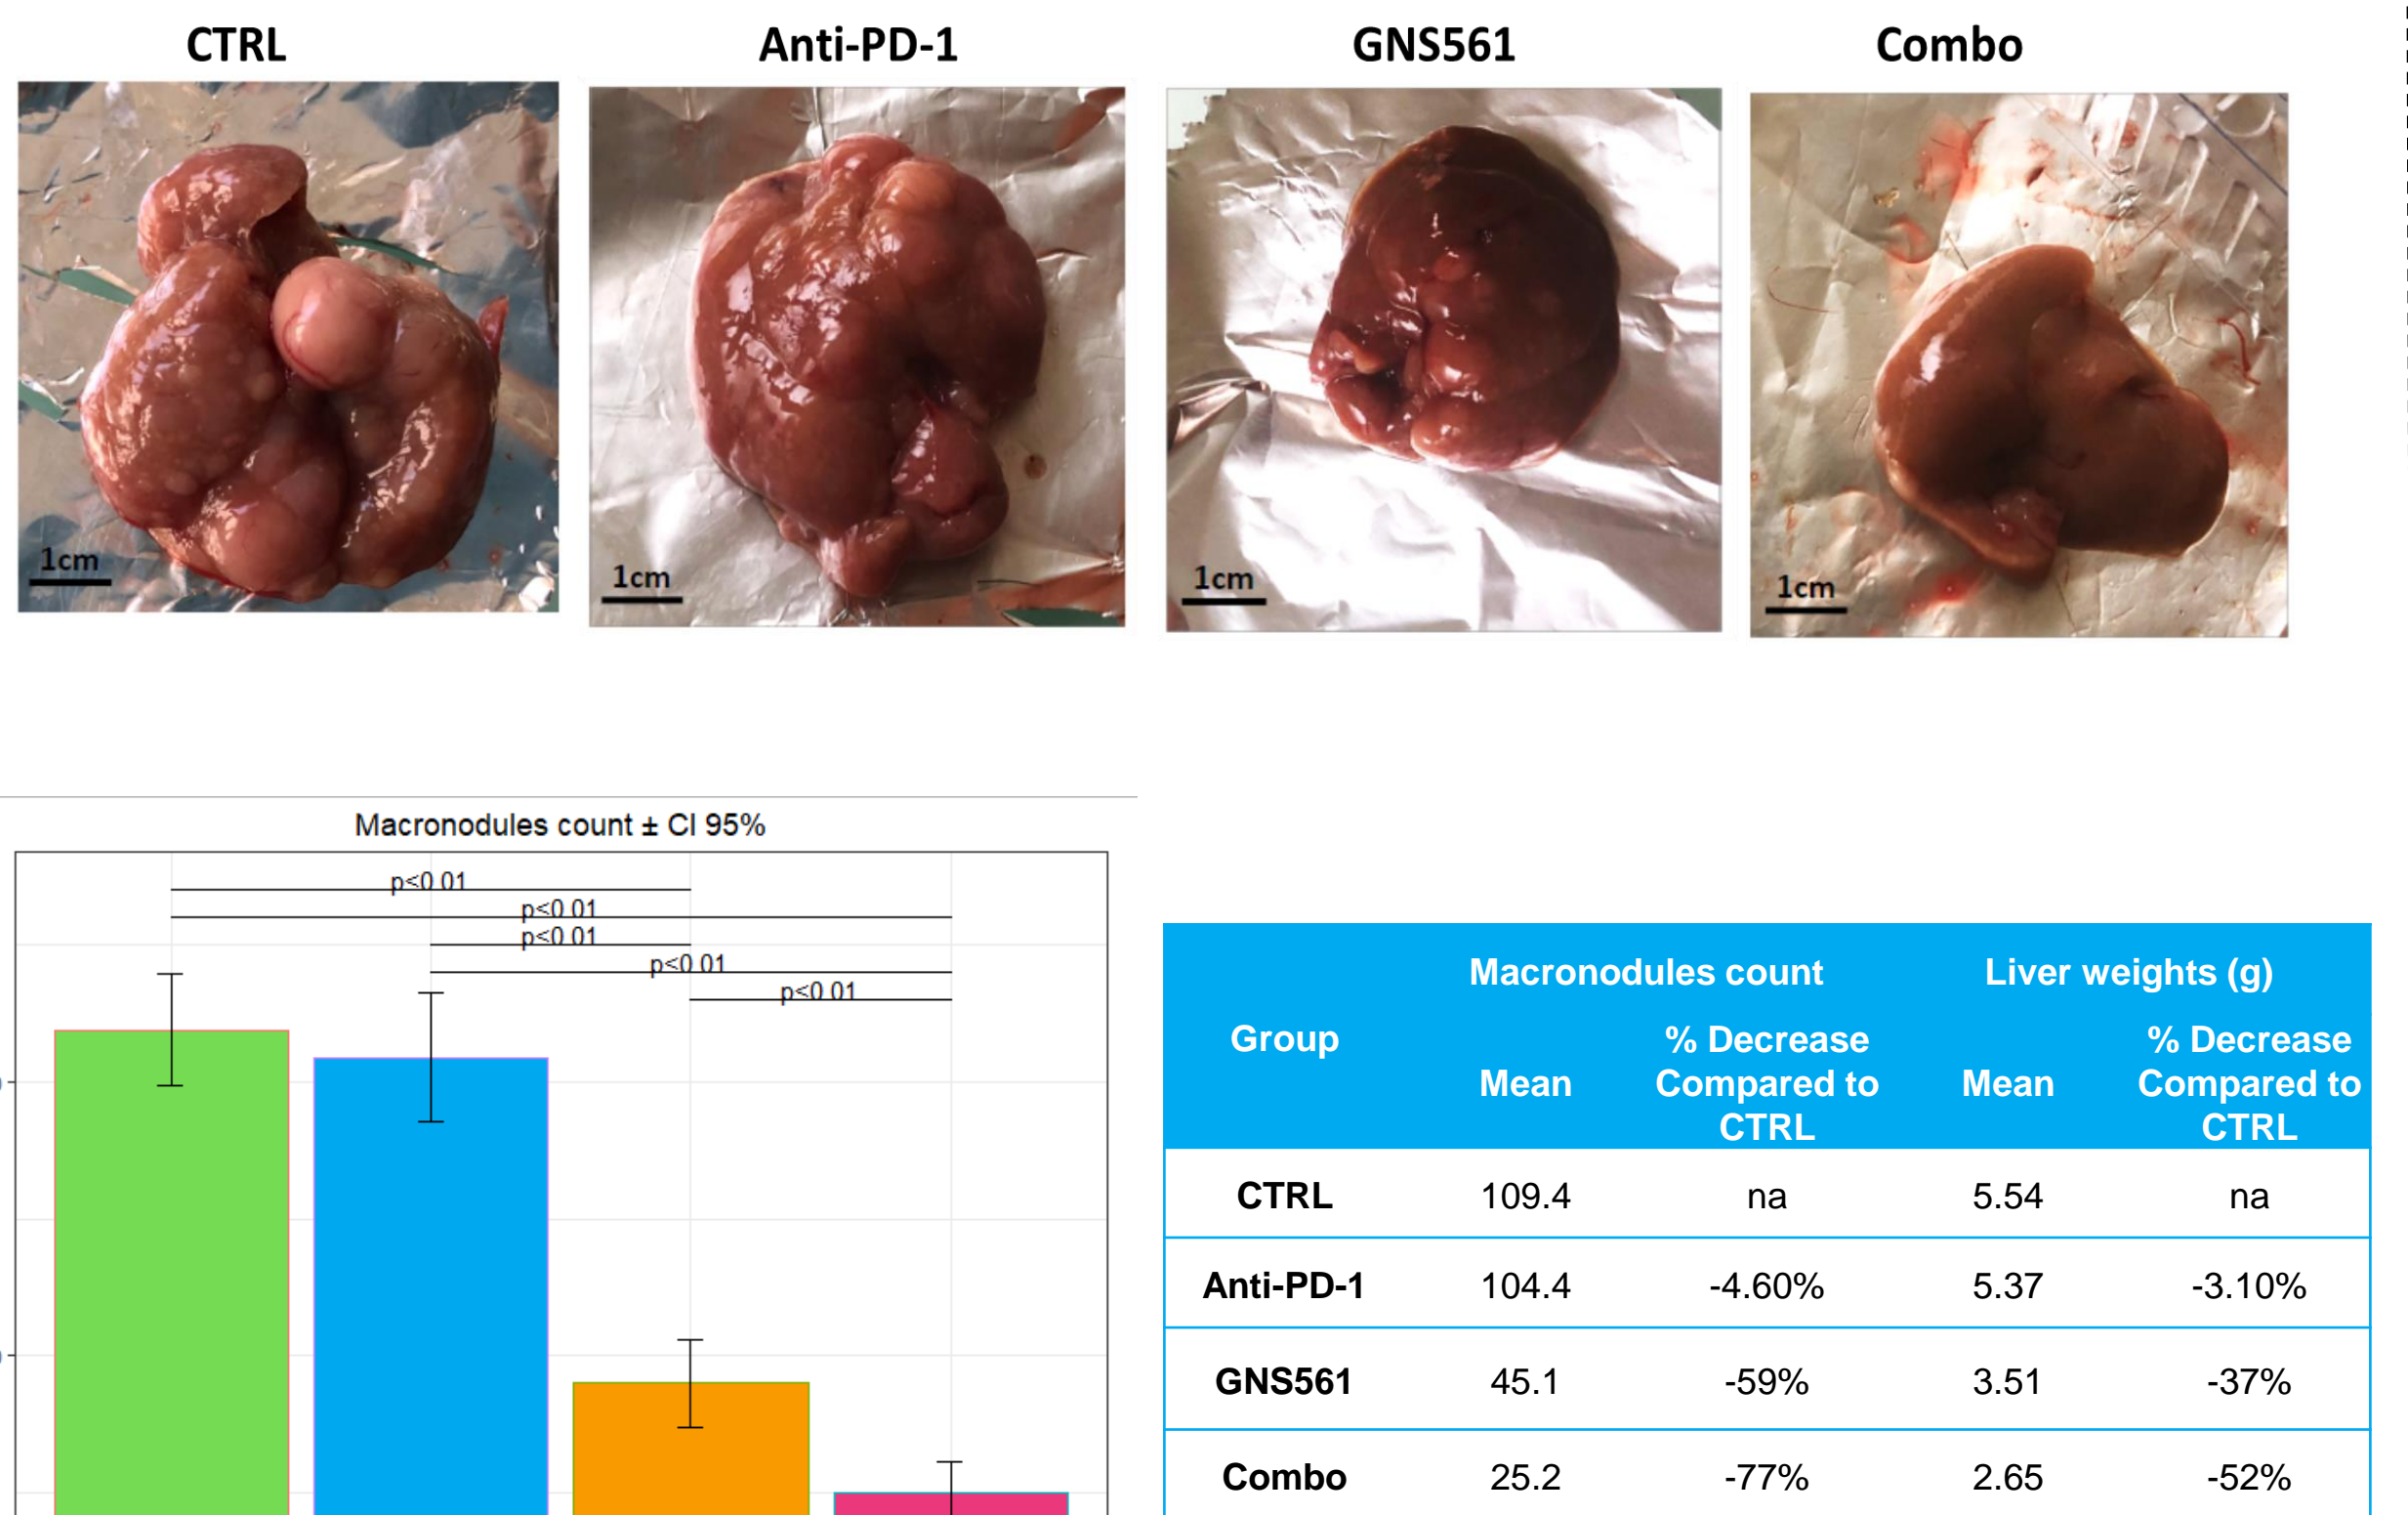 CTRL Anti-PD-1 GNS561 Combo
1cm 1cm 1cm 1cm
Macronodules count ± CI 95%
p<0 01
p<0 01
p<0 01
p<0 01
p<0 01
Macronodules count Liver weights (g)
Group Mean % Decrease Compared to CTRL Mean % Decrease Compared to CTRL
CTRL 109.4 na 5.54 na
Anti-PD-1 104.4 -4.60% 5.37 -3.10%
GNS561 45.1 -59% 3.51 -37%
Combo 25.2 -77% 2.65 -52%